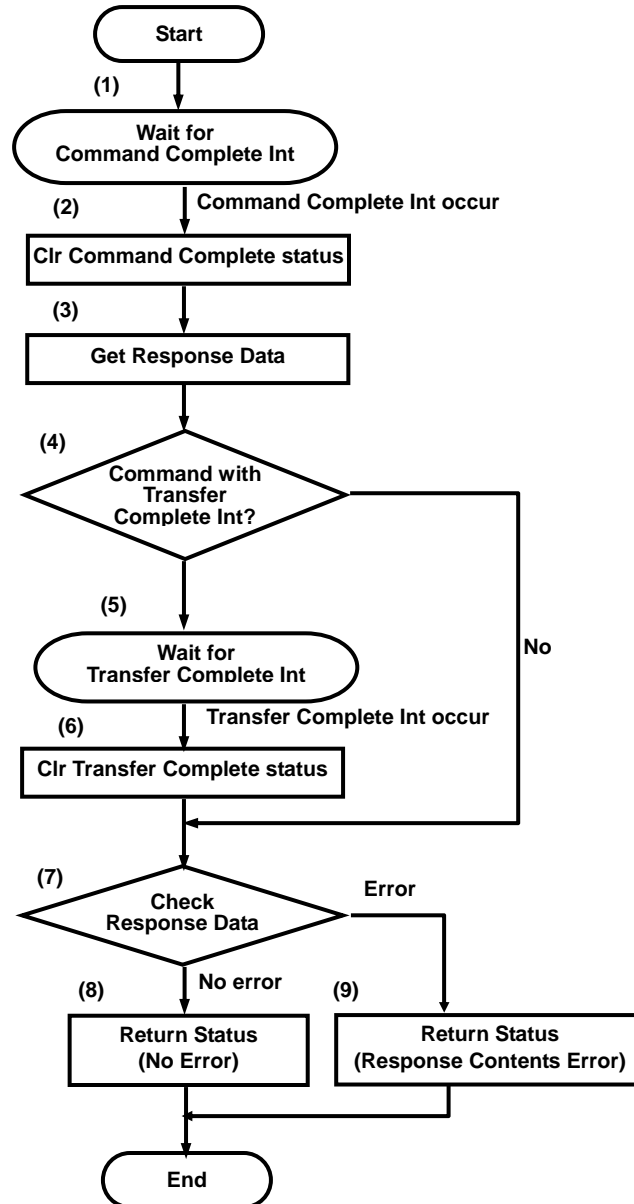 Start
(1)
Wait for
Command Complete Int
(2)
Command Complete Int occur
Clr Command Complete status
(3)
Get Response Data
(4)
Command with
Transfer
Complete Int?
(5)
No
Wait for
Transfer Complete Int
(6)
Transfer Complete Int occur
Clr Transfer Complete status
(7)
Check
Response Data
Error
No error
(8)
(9)
Return Status
(No Error)
Return Status
(Response Contents Error)
End